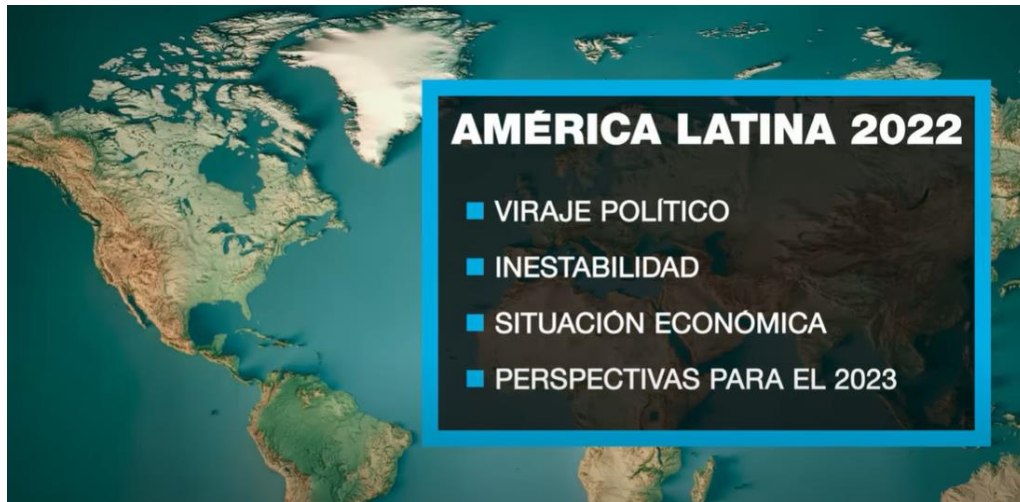 AMÉRICA LATINA 2022
VIRAJE POLÍTICO
INESTABILIDAD
SITUACIÓN ECONÓMICA
PERSPECTIVAS PARA EL 2023